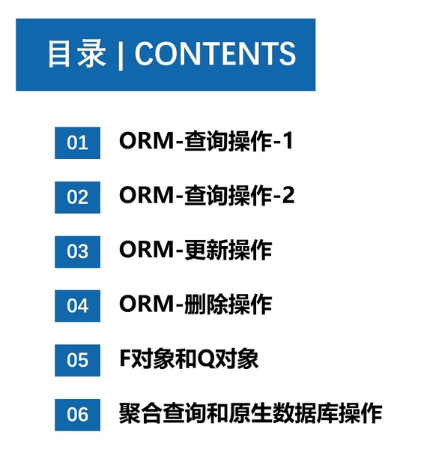 目录 | CONTENTS
01 ORM-查询操作-1
02 ORM-查询操作-2
03 ORM-更新操作
04 ORM-删除操作
05 F对象和Q对象
06 聚合查询和原生数据库操作